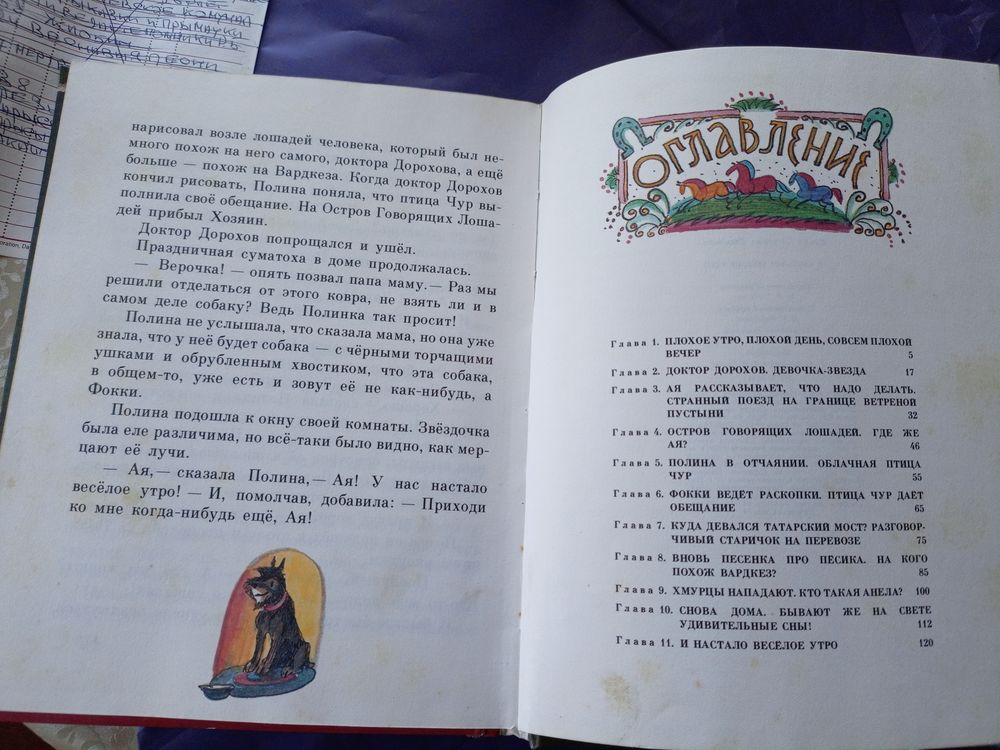 нарисовал возле лошадей человека, который был не-
много похож на него самого, доктора Дорохова, а ещё
больше — похож на Вардкеза. Когда доктор Дорохов
кончил рисовать, Полина поняла, что птица Чур вы-
полнила своё обещание. На Остров Говорящих Лоша-
дей прибыл Хозяин.
Доктор Дорохов попрощался и ушёл.
Праздничная суматоха в доме продолжалась.
— Верочка! — опять позвал папа маму.— Раз мы
решили отделаться от этого ковра, не взять ли и в
самом деле собаку? Ведь Полинка так просит!
Полина не услышала, что сказала мама, но она уже
знала, что у неё будет собака — с чёрными торчащими
ушками и обрубленным хвостиком, что эта собака,
в общем-то, уже есть и зовут её не как-нибудь, а
Фокки.
Полина подошла к окну своей комнаты. Звёздочка
была еле различима, но всё-таки было видно, как мер-
цают её лучи.
— Ая,— сказала Полина,— Ая! У нас настало
весёлое утро! — И, помолчав, добавила: — Приходи
ко мне когда-нибудь ещё, Ая!
ОГЛАВЛЕНИЕ
Глава 1. ПЛОХОЕ УТРО, ПЛОХОЙ ДЕНЬ, СОВСЕМ ПЛОХОЙ
ВЕЧЕР 5
Глава 2. ДОКТОР ДОРОХОВ. ДЕВОЧКА-ЗВЕЗДА 17
Глава 3. АЯ РАССКАЗЫВАЕТ, ЧТО НАДО ДЕЛАТЬ.
СТРАННЫЙ ПОЕЗД НА ГРАНИЦЕ ВЕТРЕНОЙ
ПУСТЫНИ 32
Глава 4. ОСТРОВ ГОВОРЯЩИХ ЛОШАДЕЙ. ГДЕ ЖЕ
АЯ? 46
Глава 5. ПОЛИНА В ОТЧАЯНИИ. ОБЛАЧНАЯ ПТИЦА
ЧУР 55
Глава 6. ФОККИ ВЕДЁТ РАСКОПКИ. ПТИЦА ЧУР ДАЁТ
ОБЕЩАНИЕ 65
Глава 7. КУДА ДЕВАЛСЯ ТАТАРСКИЙ МОСТ? РАЗГОВОР-
ЧИВЫЙ СТАРИЧОК НА ПЕРЕВОЗЕ 75
Глава 8. ВНОВЬ ПЕСЕНКА ПРО ПЁСИКА. НА КОГО
ПОХОЖ ВАРДКЕЗ? 85
Глава 9. ХМУРЦЫ НАПАДАЮТ. КТО ТАКАЯ АНЕЛА? 100
Глава 10. СНОВА ДОМА. БЫВАЮТ ЖЕ НА СВЕТЕ
УДИВИТЕЛЬНЫЕ СНЫ! 112
Глава 11. И НАСТАЛО ВЕСЁЛОЕ УТРО 120